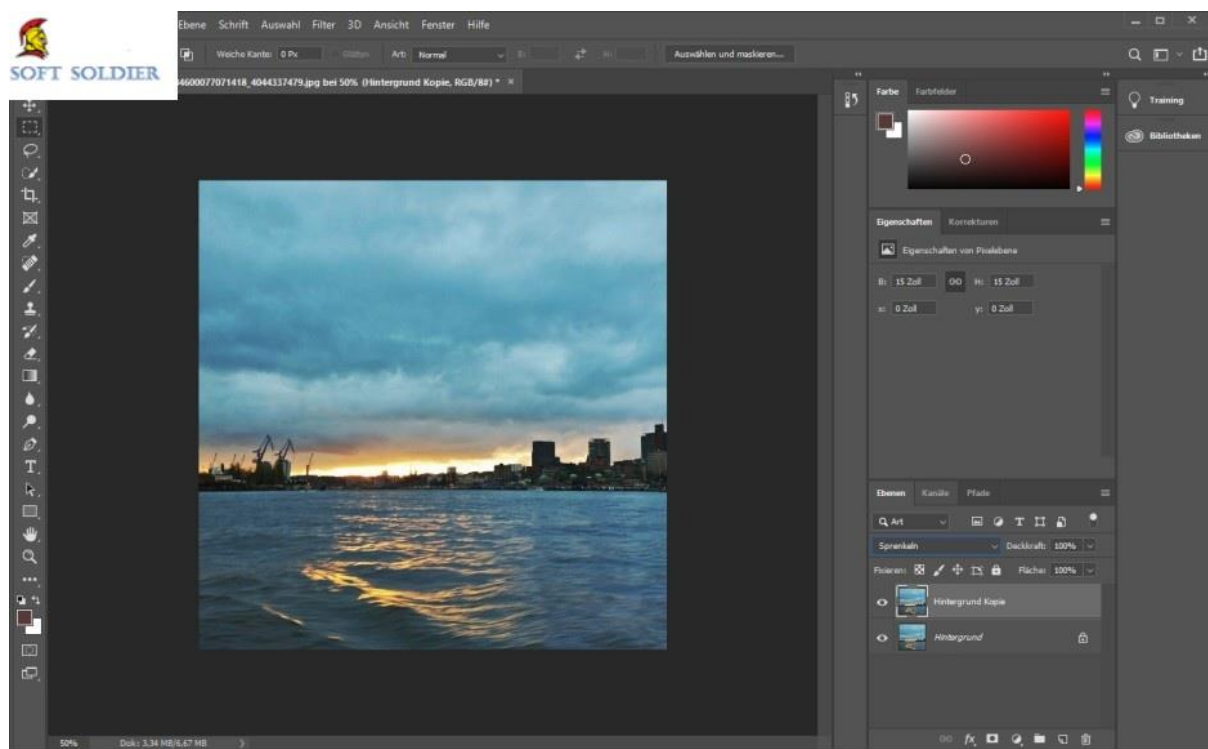 SOFT SOLDIER
Ebene Schrift Auswahl Filter 3D Ansicht Fenster Hilfe
Weiche Kante: 0 Px Glätten Art: Normal B: H: Auswählen und maskieren...
4600077071418_4044337479.jpg bei 50% (Hintergrund Kopie, RGB/8#) * ×
Farbe Farbfelder
Training
Bibliotheken
Eigenschaften Korrekturen
Eigenschaften von Pixelebene
B: 15 Zoll H: 15 Zoll
x: 0 Zoll y: 0 Zoll
Ebenen Kanäle Pfade
Art
Sprenkeln Deckkraft: 100%
Fixieren: Fläche: 100%
Hintergrund Kopie
Hintergrund
50% Dok: 3,34 MB/6,67 MB